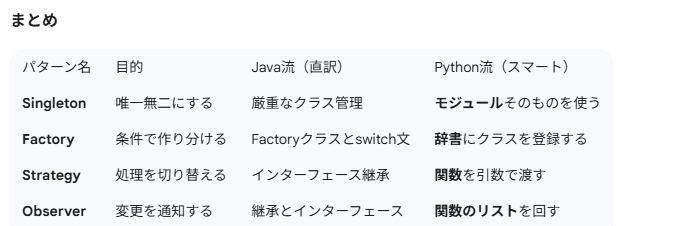 まとめ
パターン名 目的 Java流（直訳） Python流（スマート）
Singleton 唯一無二にする 厳重なクラス管理 モジュールそのものを使う
Factory 条件で作り分ける Factoryクラスとswitch文 辞書にクラスを登録する
Strategy 処理を切り替える インターフェース継承 関数を引数で渡す
Observer 変更を通知する 継承とインターフェース 関数のリストを回す